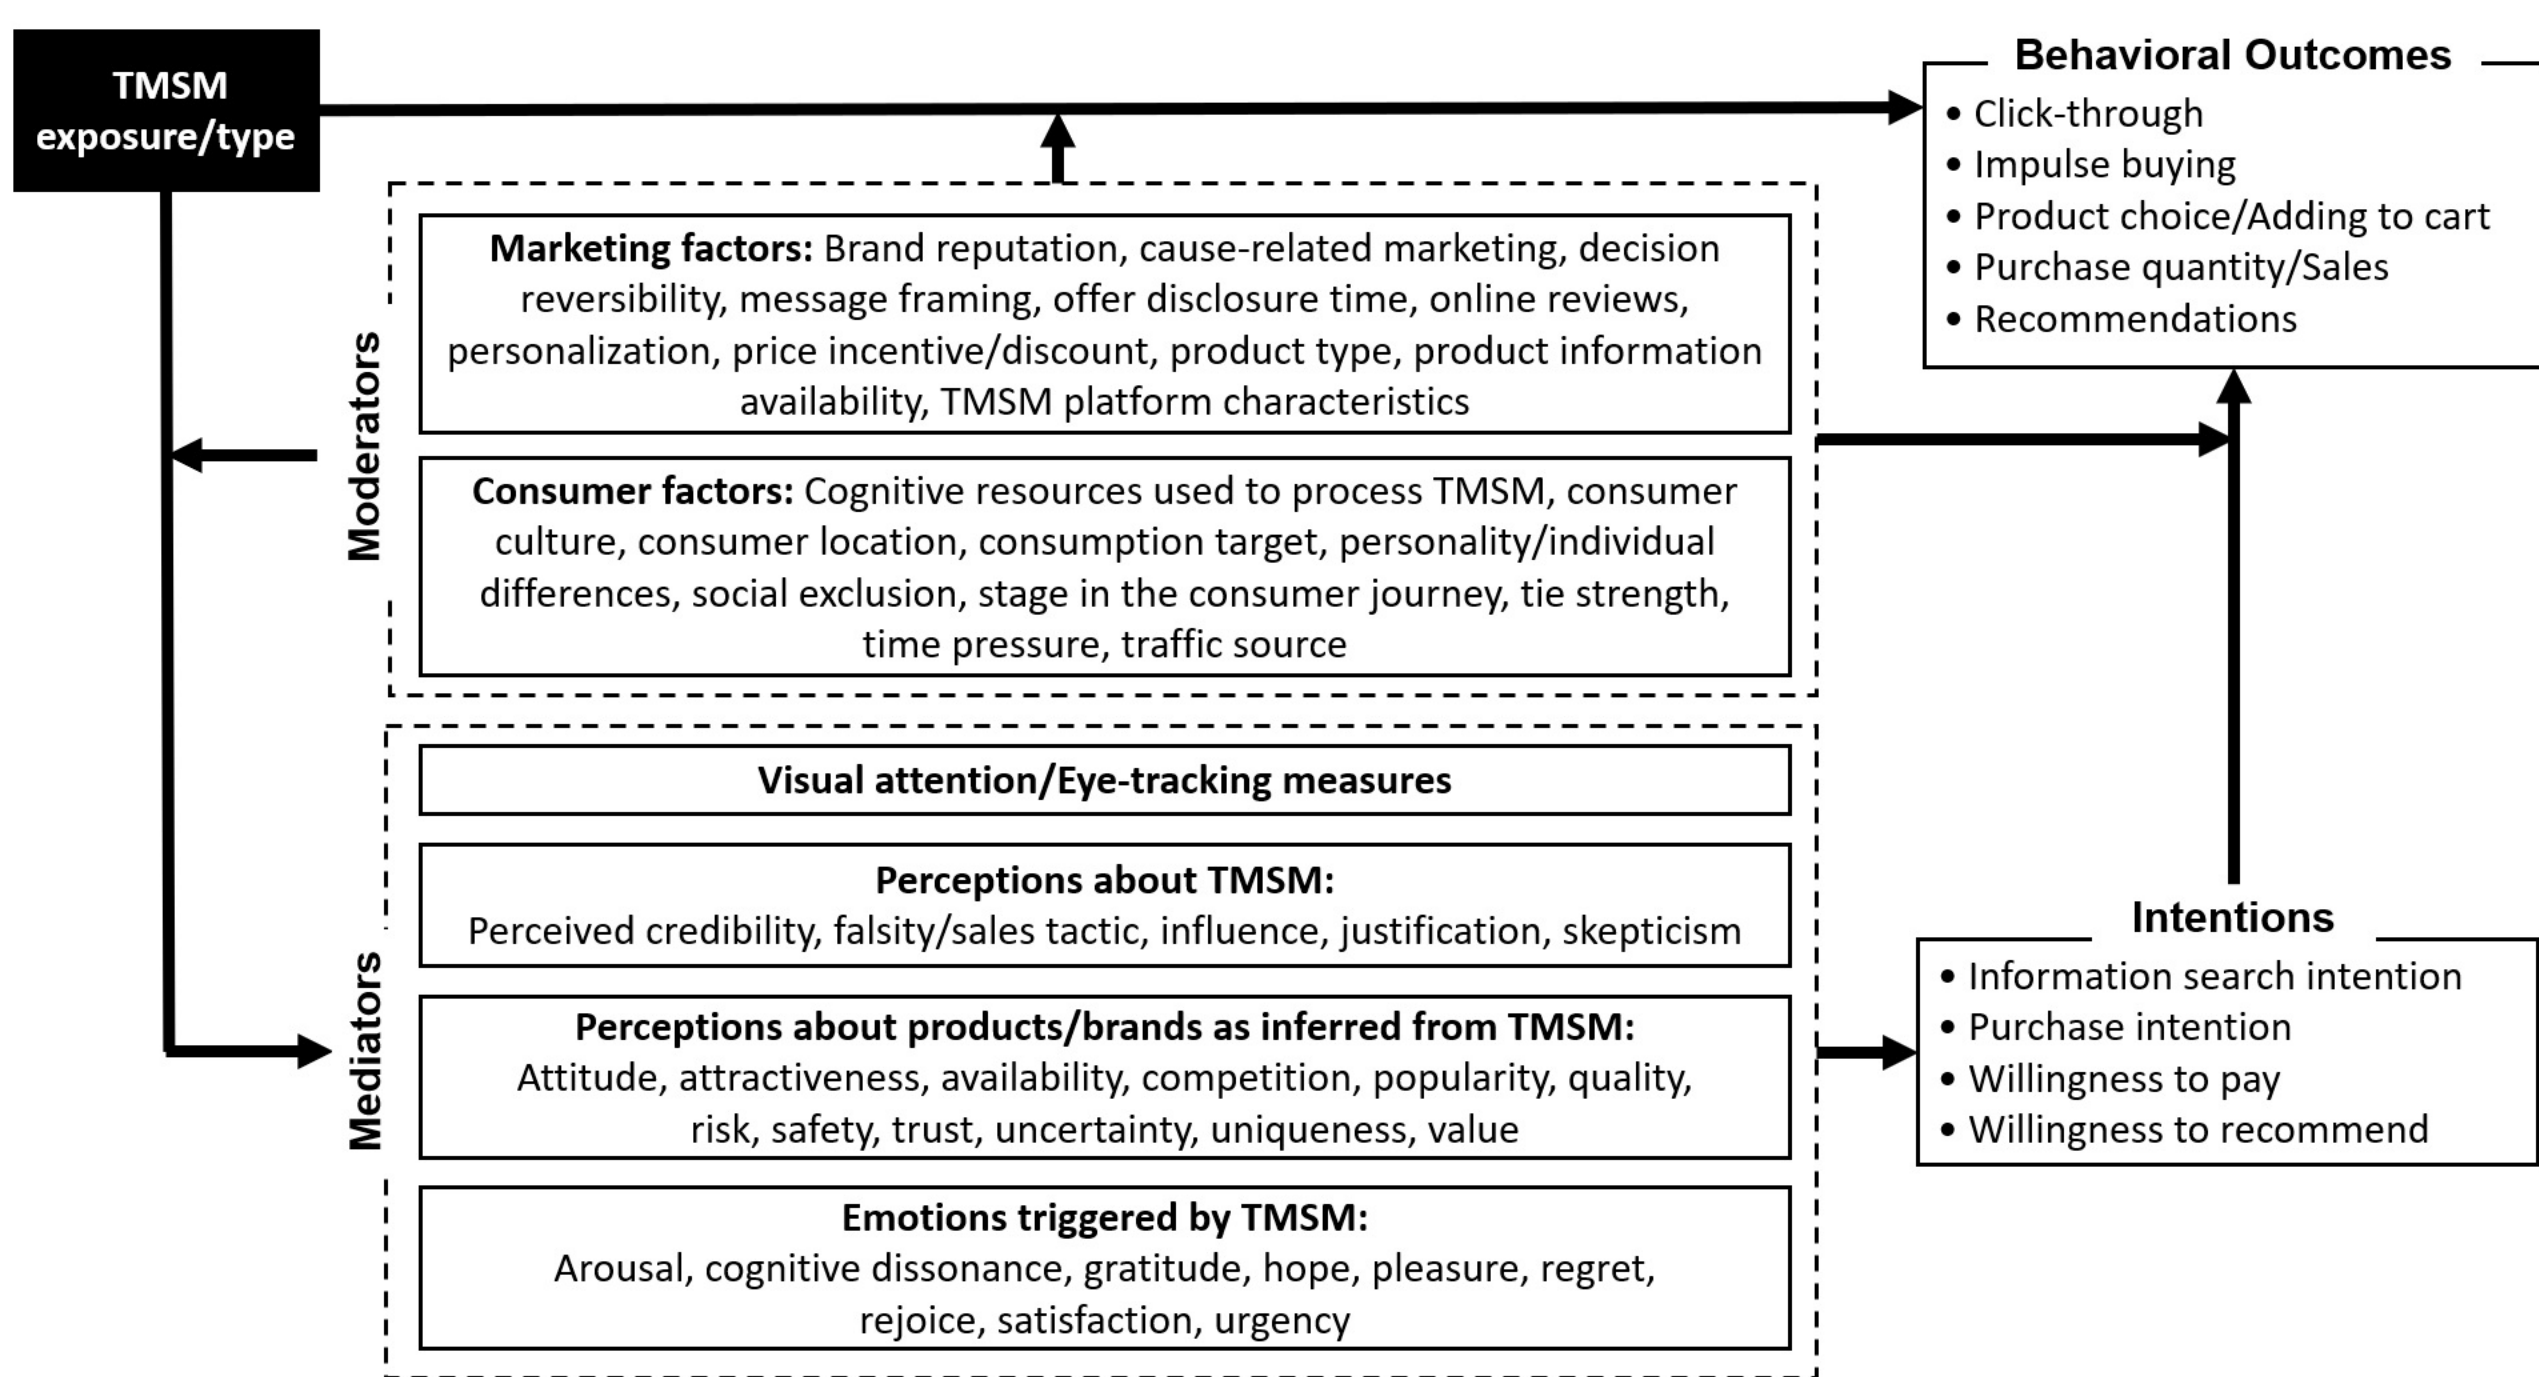 TMSM
exposure/type
Behavioral Outcomes
• Click-through
• Impulse buying
• Product choice/Adding to cart
• Purchase quantity/Sales
• Recommendations
Moderators
Marketing factors: Brand reputation, cause-related marketing, decision
reversibility, message framing, offer disclosure time, online reviews,
personalization, price incentive/discount, product type, product information
availability, TMSM platform characteristics
Consumer factors: Cognitive resources used to process TMSM, consumer
culture, consumer location, consumption target, personality/individual
differences, social exclusion, stage in the consumer journey, tie strength,
time pressure, traffic source
Mediators
Visual attention/Eye-tracking measures
Perceptions about TMSM:
Perceived credibility, falsity/sales tactic, influence, justification, skepticism
Perceptions about products/brands as inferred from TMSM:
Attitude, attractiveness, availability, competition, popularity, quality,
risk, safety, trust, uncertainty, uniqueness, value
Emotions triggered by TMSM:
Arousal, cognitive dissonance, gratitude, hope, pleasure, regret,
rejoice, satisfaction, urgency
Intentions
• Information search intention
• Purchase intention
• Willingness to pay
• Willingness to recommend